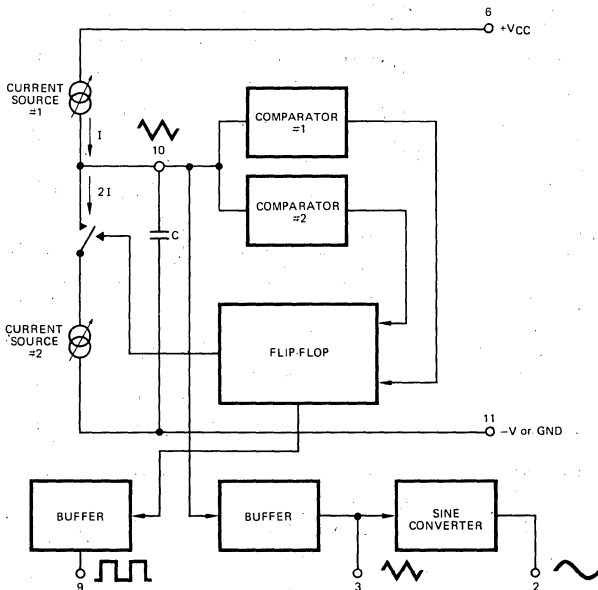 6
+VCC
CURRENT
SOURCE
#1
I
10
2I
C
COMPARATOR
#1
COMPARATOR
#2
CURRENT
SOURCE
#2
FLIP-FLOP
11
–V or GND
BUFFER
BUFFER
SINE
CONVERTER
9
3
2